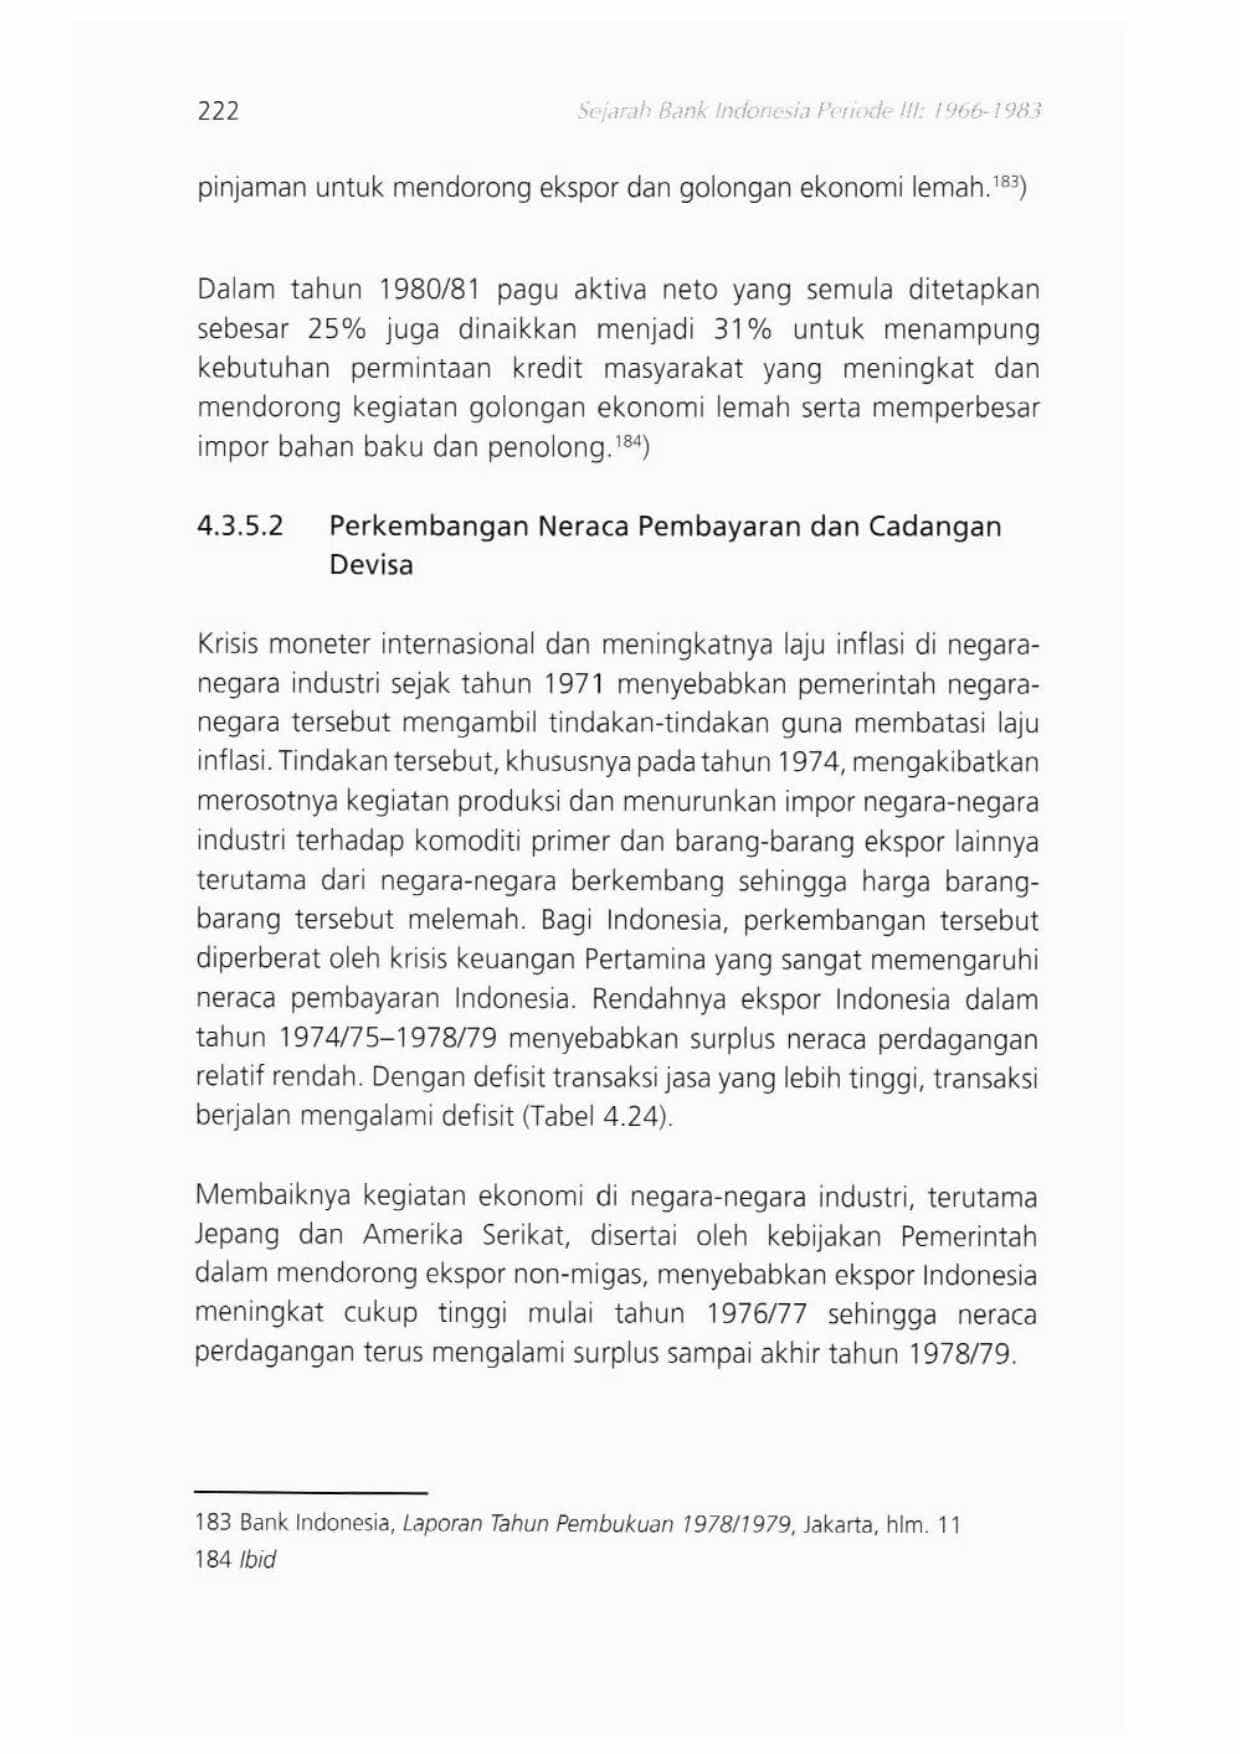 222
Sejarah Bank Indonesia Periode III: 1966-1983
pinjaman untuk mendorong ekspor dan golongan ekonomi lemah.¹⁸³)
Dalam tahun 1980/81 pagu aktiva neto yang semula ditetapkan
sebesar 25% juga dinaikkan menjadi 31% untuk menampung
kebutuhan permintaan kredit masyarakat yang meningkat dan
mendorong kegiatan golongan ekonomi lemah serta memperbesar
impor bahan baku dan penolong.¹⁸⁴)
4.3.5.2 Perkembangan Neraca Pembayaran dan Cadangan
Devisa
Krisis moneter internasional dan meningkatnya laju inflasi di negara-
negara industri sejak tahun 1971 menyebabkan pemerintah negara-
negara tersebut mengambil tindakan-tindakan guna membatasi laju
inflasi. Tindakan tersebut, khususnya pada tahun 1974, mengakibatkan
merosotnya kegiatan produksi dan menurunkan impor negara-negara
industri terhadap komoditi primer dan barang-barang ekspor lainnya
terutama dari negara-negara berkembang sehingga harga barang-
barang tersebut melemah. Bagi Indonesia, perkembangan tersebut
diperberat oleh krisis keuangan Pertamina yang sangat memengaruhi
neraca pembayaran Indonesia. Rendahnya ekspor Indonesia dalam
tahun 1974/75–1978/79 menyebabkan surplus neraca perdagangan
relatif rendah. Dengan defisit transaksi jasa yang lebih tinggi, transaksi
berjalan mengalami defisit (Tabel 4.24).
Membaiknya kegiatan ekonomi di negara-negara industri, terutama
Jepang dan Amerika Serikat, disertai oleh kebijakan Pemerintah
dalam mendorong ekspor non-migas, menyebabkan ekspor Indonesia
meningkat cukup tinggi mulai tahun 1976/77 sehingga neraca
perdagangan terus mengalami surplus sampai akhir tahun 1978/79.
183 Bank Indonesia, Laporan Tahun Pembukuan 1978/1979, Jakarta, hlm. 11
184 Ibid